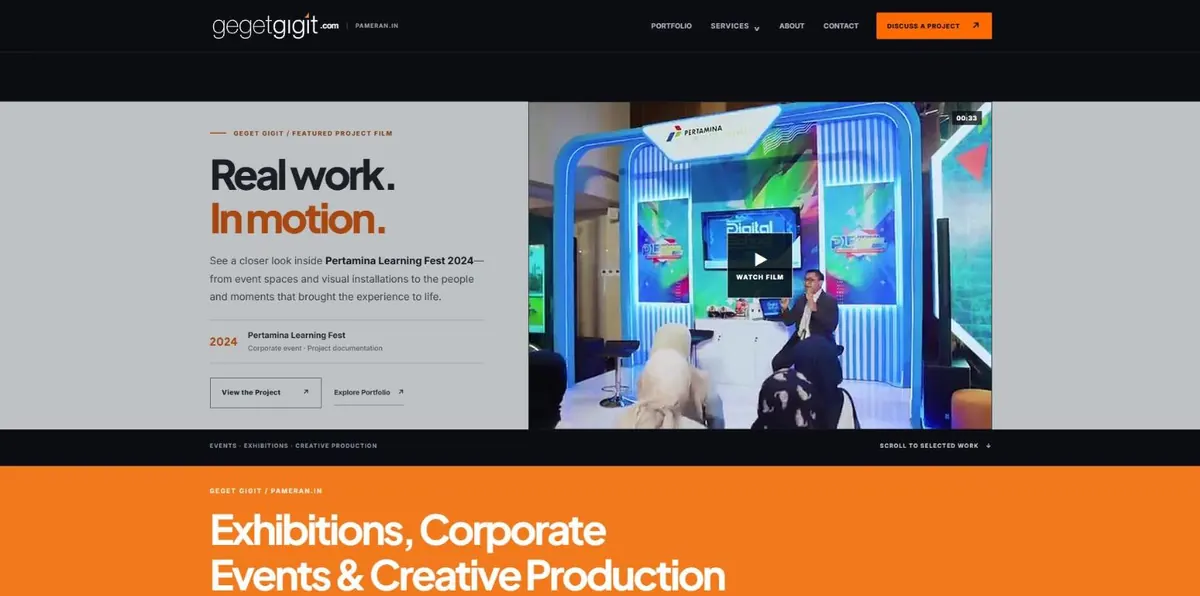 gegetgigit.com | PAMERAN.IN
PORTFOLIO SERVICES ABOUT CONTACT DISCUSS A PROJECT ↗
GEGET GIGIT / FEATURED PROJECT FILM
Real work.
In motion.
See a closer look inside Pertamina Learning Fest 2024—
from event spaces and visual installations to the people
and moments that brought the experience to life.
2024
Pertamina Learning Fest
Corporate event · Project documentation
View the Project ↗
Explore Portfolio ↗
PERTAMINA
00:33
Digital
WATCH FILM
EVENTS · EXHIBITIONS · CREATIVE PRODUCTION
SCROLL TO SELECTED WORK ↓
GEGET GIGIT / PAMERAN.IN
Exhibitions, Corporate
Events & Creative Production